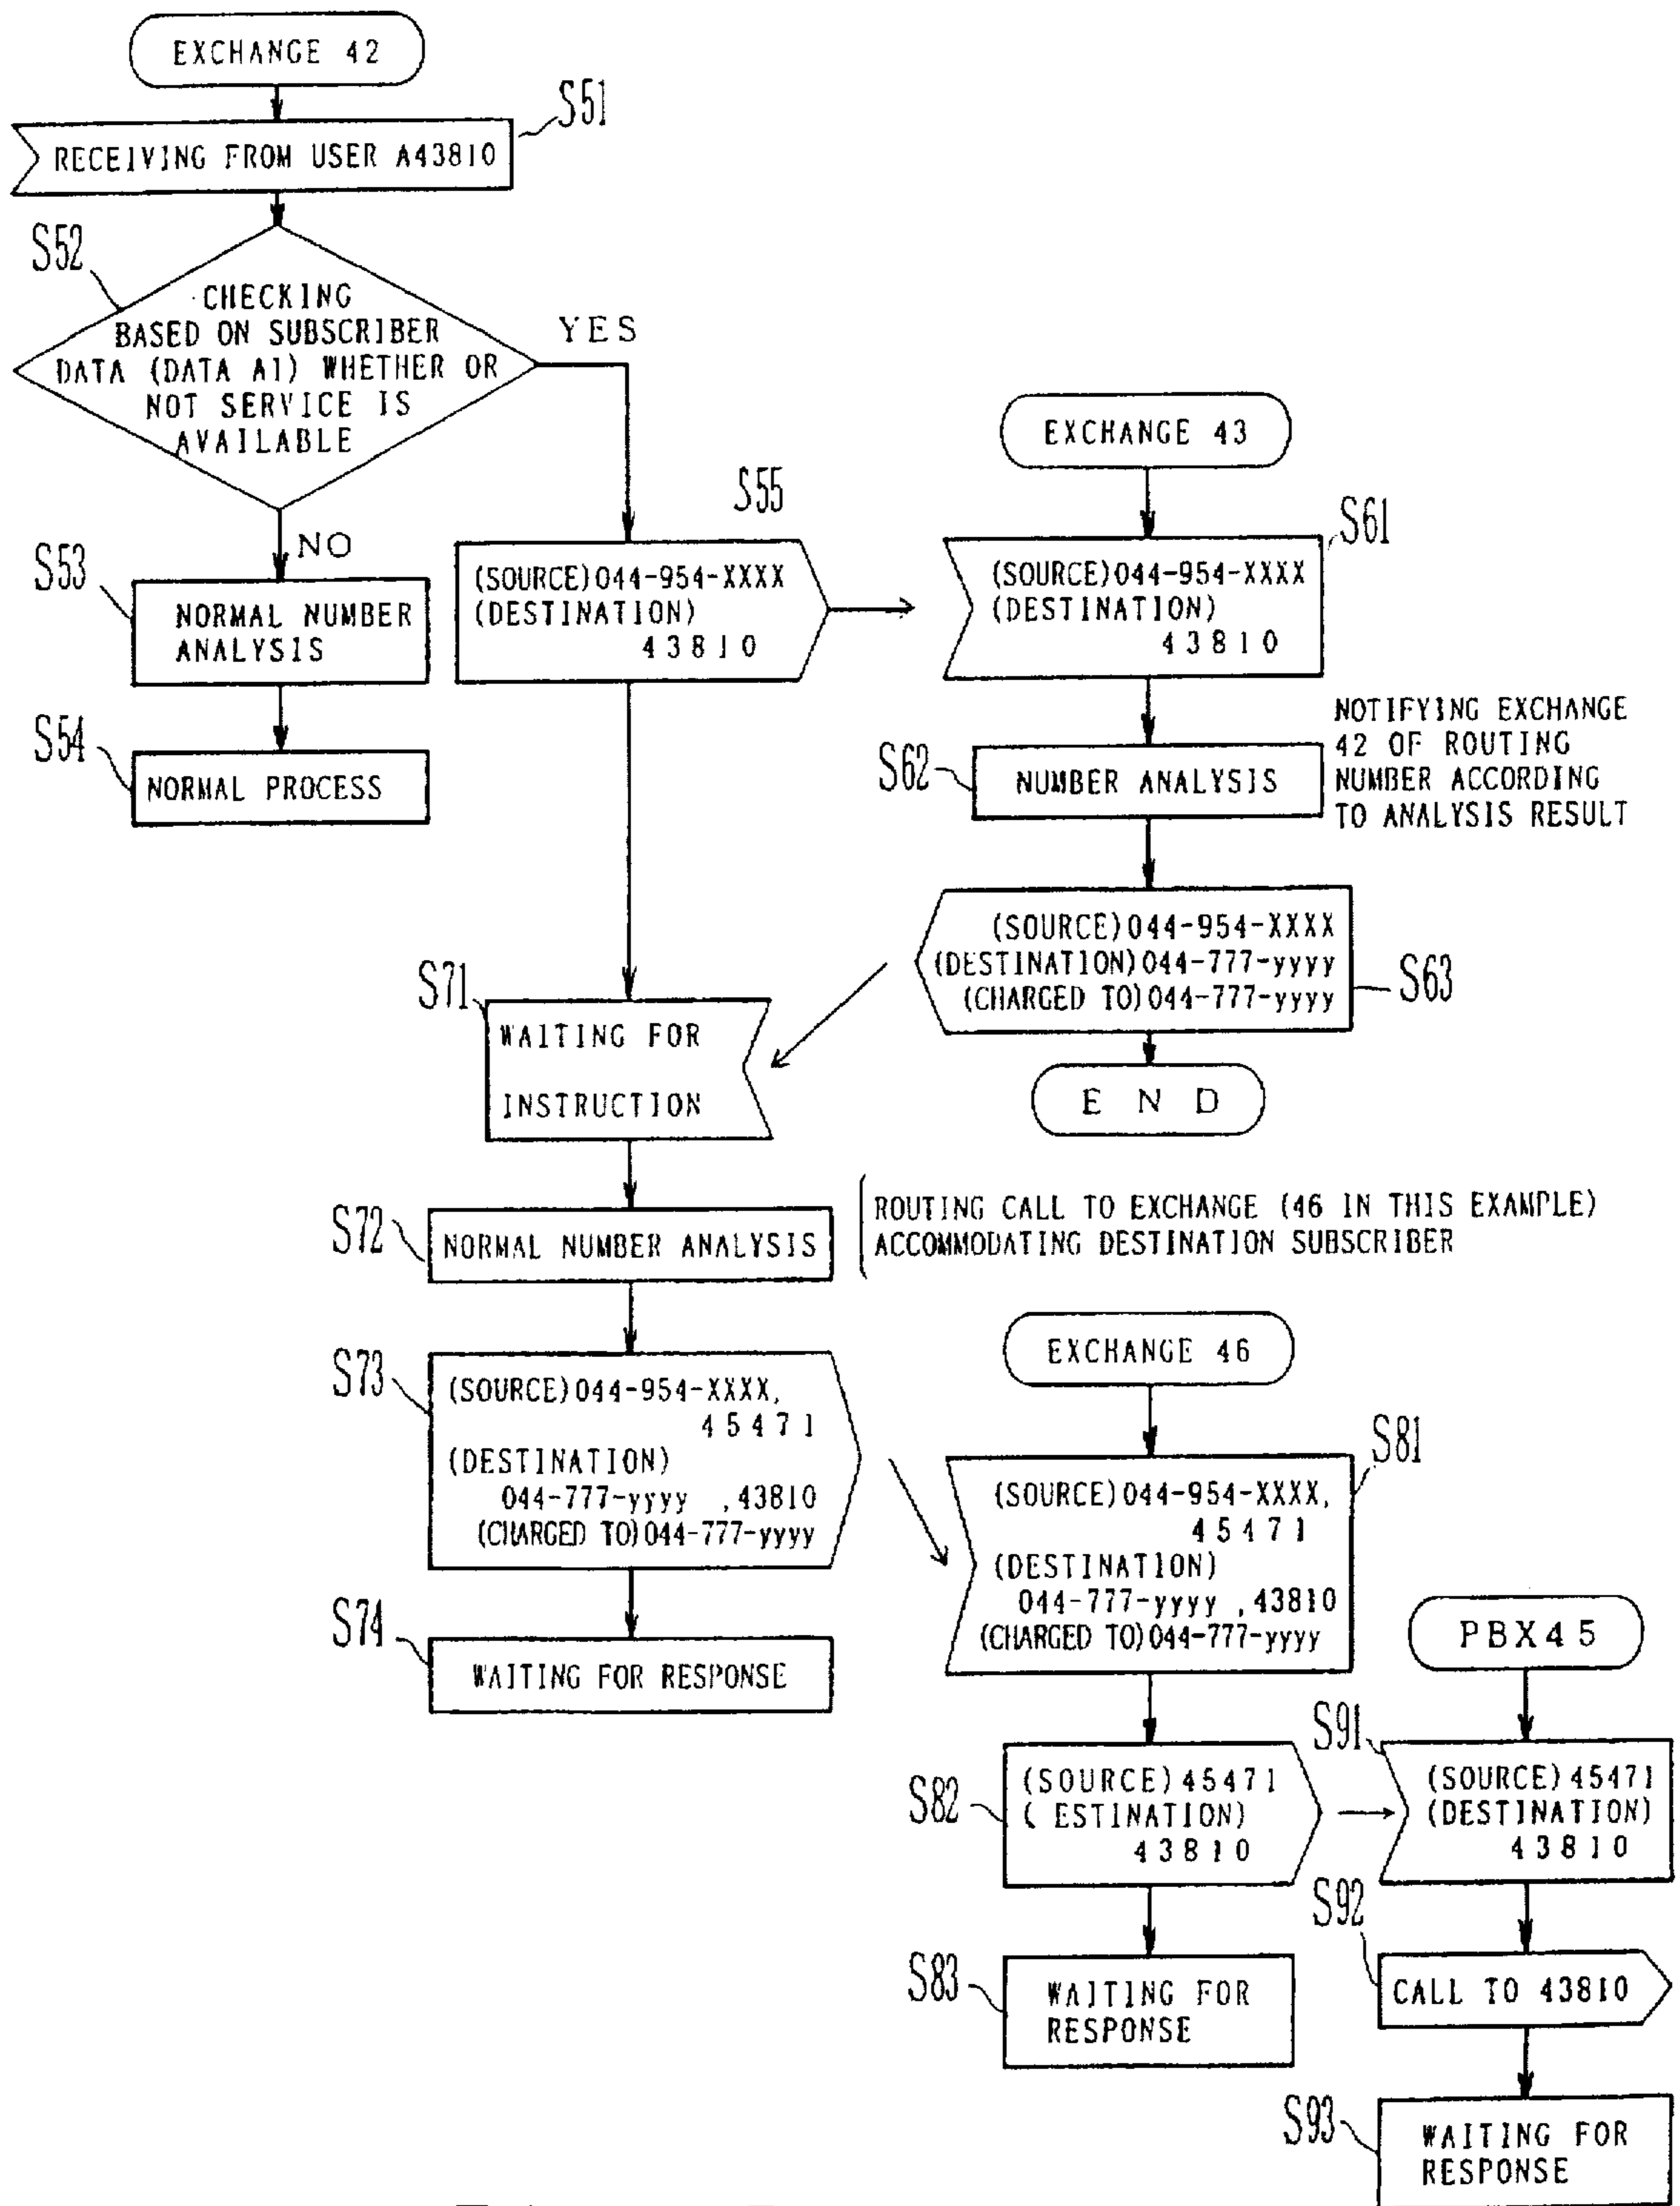 EXCHANGE 42
S51
RECEIVING FROM USER A43810
S52
CHECKING
BASED ON SUBSCRIBER
DATA (DATA A1) WHETHER OR
NOT SERVICE IS
AVAILABLE
YES
NO
S53
NORMAL NUMBER
ANALYSIS
S54
NORMAL PROCESS
S55
(SOURCE)044-954-XXXX
(DESTINATION)
43810
EXCHANGE 43
S61
(SOURCE)044-954-XXXX
(DESTINATION)
43810
S62
NUMBER ANALYSIS
NOTIFYING EXCHANGE
42 OF ROUTING
NUMBER ACCORDING
TO ANALYSIS RESULT
(SOURCE)044-954-XXXX
(DESTINATION)044-777-yyyy
(CHARGED TO)044-777-yyyy
S63
END
S71
WAITING FOR
INSTRUCTION
S72
NORMAL NUMBER ANALYSIS
ROUTING CALL TO EXCHANGE (46 IN THIS EXAMPLE)
ACCOMMODATING DESTINATION SUBSCRIBER
S73
(SOURCE)044-954-XXXX,
45471
(DESTINATION)
044-777-yyyy ,43810
(CHARGED TO)044-777-yyyy
S74
WAITING FOR RESPONSE
EXCHANGE 46
S81
(SOURCE)044-954-XXXX,
45471
(DESTINATION)
044-777-yyyy ,43810
(CHARGED TO)044-777-yyyy
S82
(SOURCE)45471
( ESTINATION)
43810
S83
WAITING FOR
RESPONSE
PBX45
S91
(SOURCE)45471
(DESTINATION)
43810
S92
CALL TO 43810
S93
WAITING FOR
RESPONSE